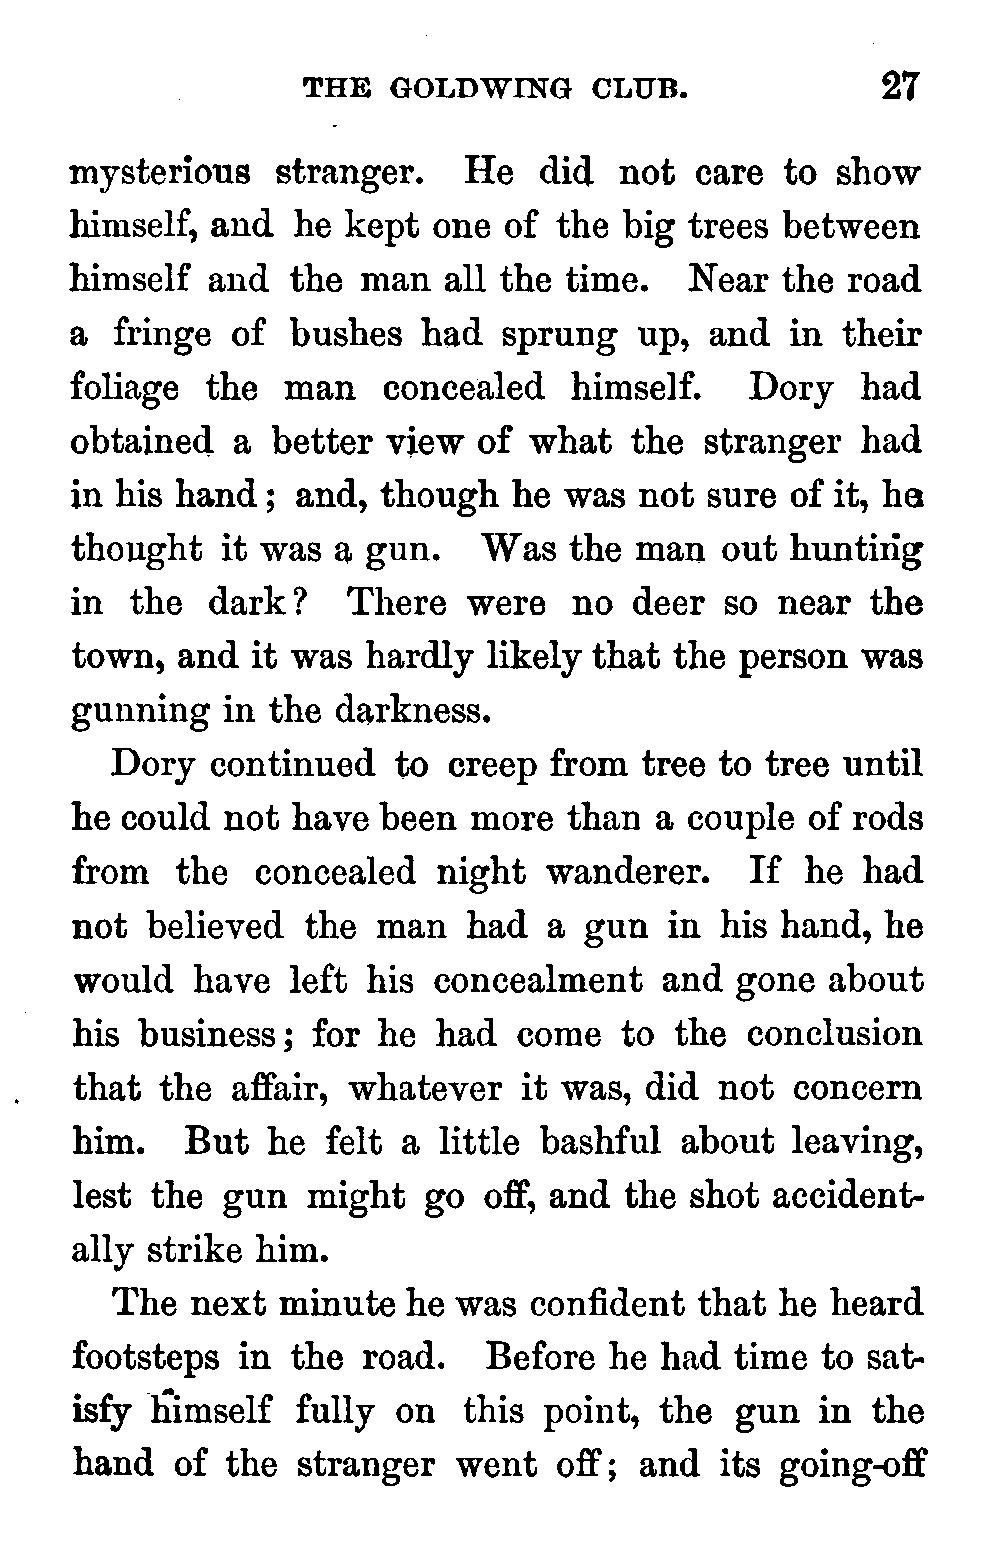 THE GOLDWING CLUB. 27
mysterious stranger. He did not care to show
himself, and he kept one of the big trees between
himself and the man all the time. Near the road
a fringe of bushes had sprung up, and in their
foliage the man concealed himself. Dory had
obtained a better view of what the stranger had
in his hand; and, though he was not sure of it, he
thought it was a gun. Was the man out hunting
in the dark? There were no deer so near the
town, and it was hardly likely that the person was
gunning in the darkness.
Dory continued to creep from tree to tree until
he could not have been more than a couple of rods
from the concealed night wanderer. If he had
not believed the man had a gun in his hand, he
would have left his concealment and gone about
his business; for he had come to the conclusion
that the affair, whatever it was, did not concern
him. But he felt a little bashful about leaving,
lest the gun might go off, and the shot accident-
ally strike him.
The next minute he was confident that he heard
footsteps in the road. Before he had time to sat-
isfy himself fully on this point, the gun in the
hand of the stranger went off; and its going-off